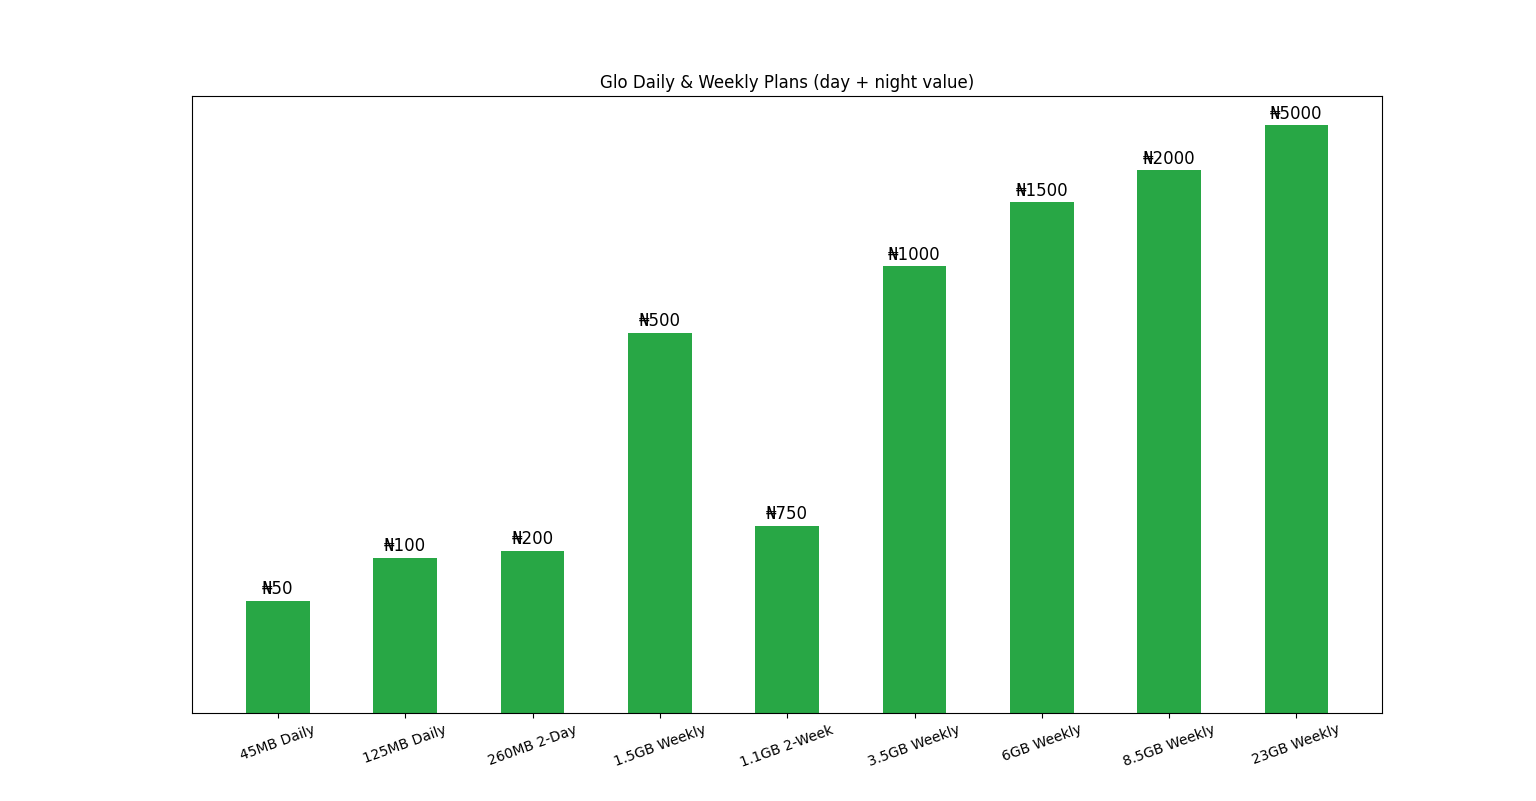 Glo Daily & Weekly Plans (day + night value)
₦50
₦100
₦200
₦500
₦750
₦1000
₦1500
₦2000
₦5000
45MB Daily
125MB Daily
260MB 2-Day
1.5GB Weekly
1.1GB 2-Week
3.5GB Weekly
6GB Weekly
8.5GB Weekly
23GB Weekly